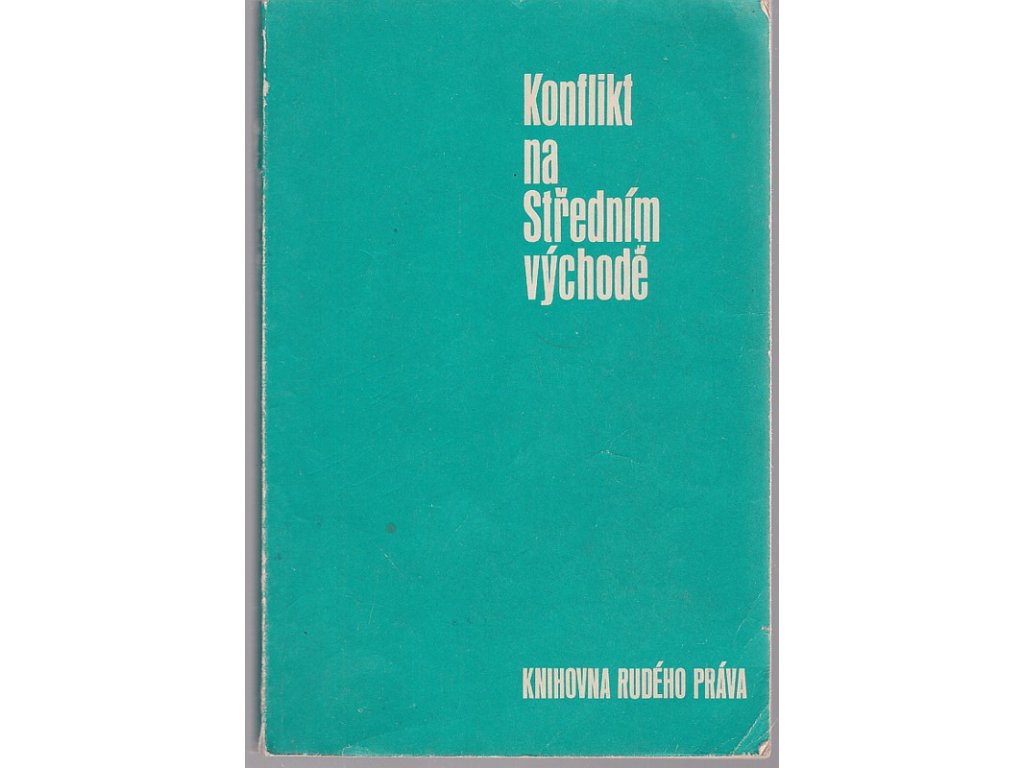 Konflikt
na
Středním
východě
KNIHOVNA RUDÉHO PRÁVA